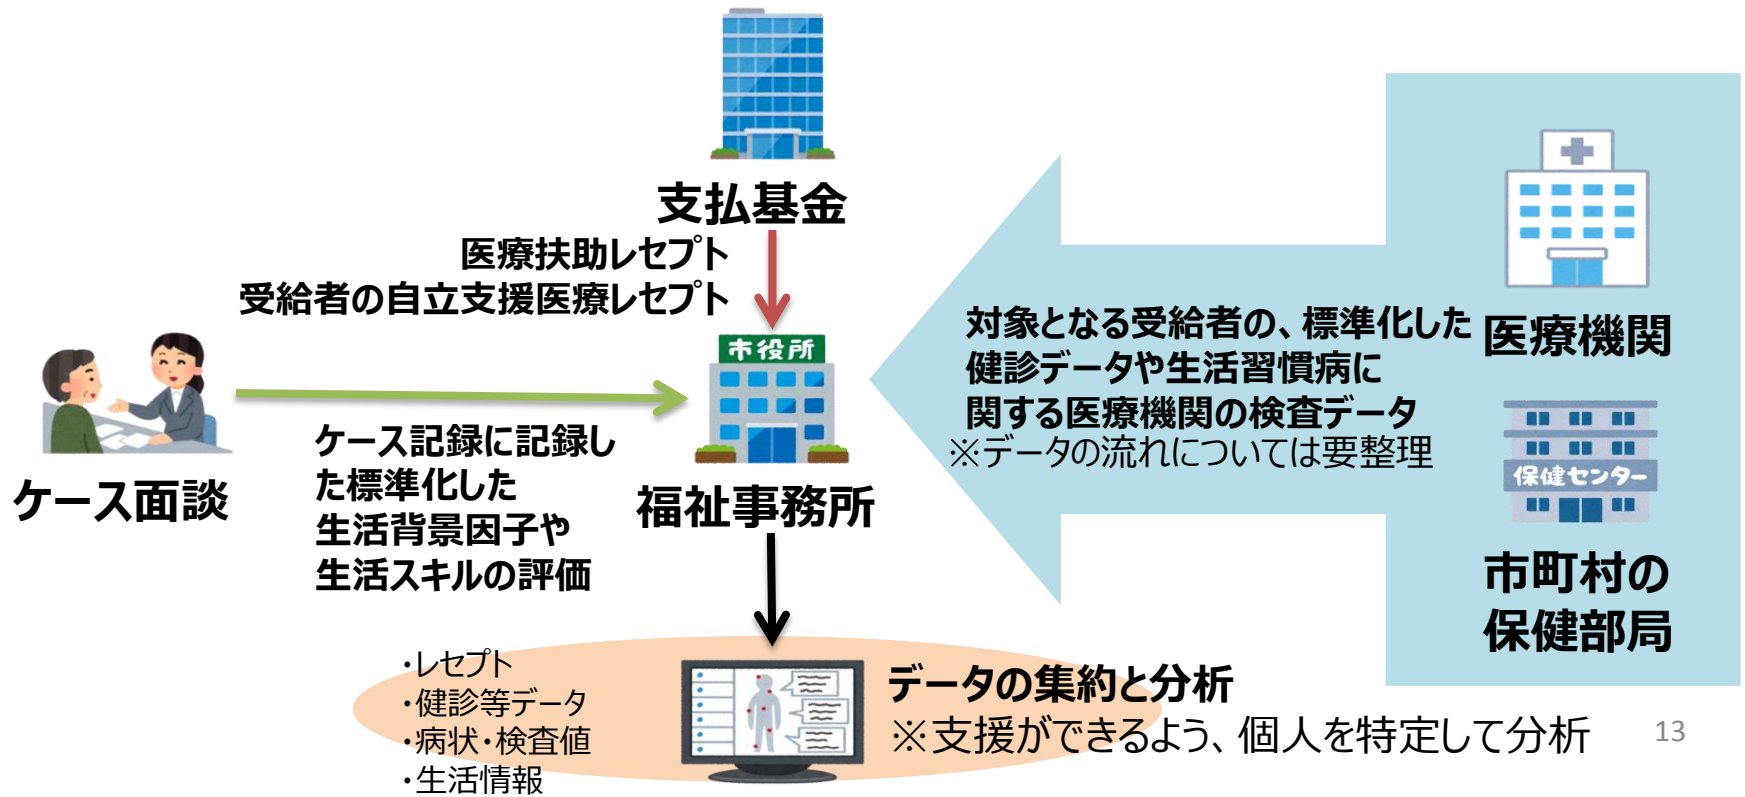 支払基金
医療扶助レセプト
受給者の自立支援医療レセプト
市役所
福祉事務所
ケース面談
ケース記録に記録し
た標準化した
生活背景因子や
生活スキルの評価
対象となる受給者の、標準化した
健診データや生活習慣病に
関する医療機関の検査データ
※データの流れについては要整理
医療機関
保健センター
市町村の
保健部局
・レセプト
・健診等データ
・病状・検査値
・生活情報
データの集約と分析
※支援ができるよう、個人を特定して分析
13